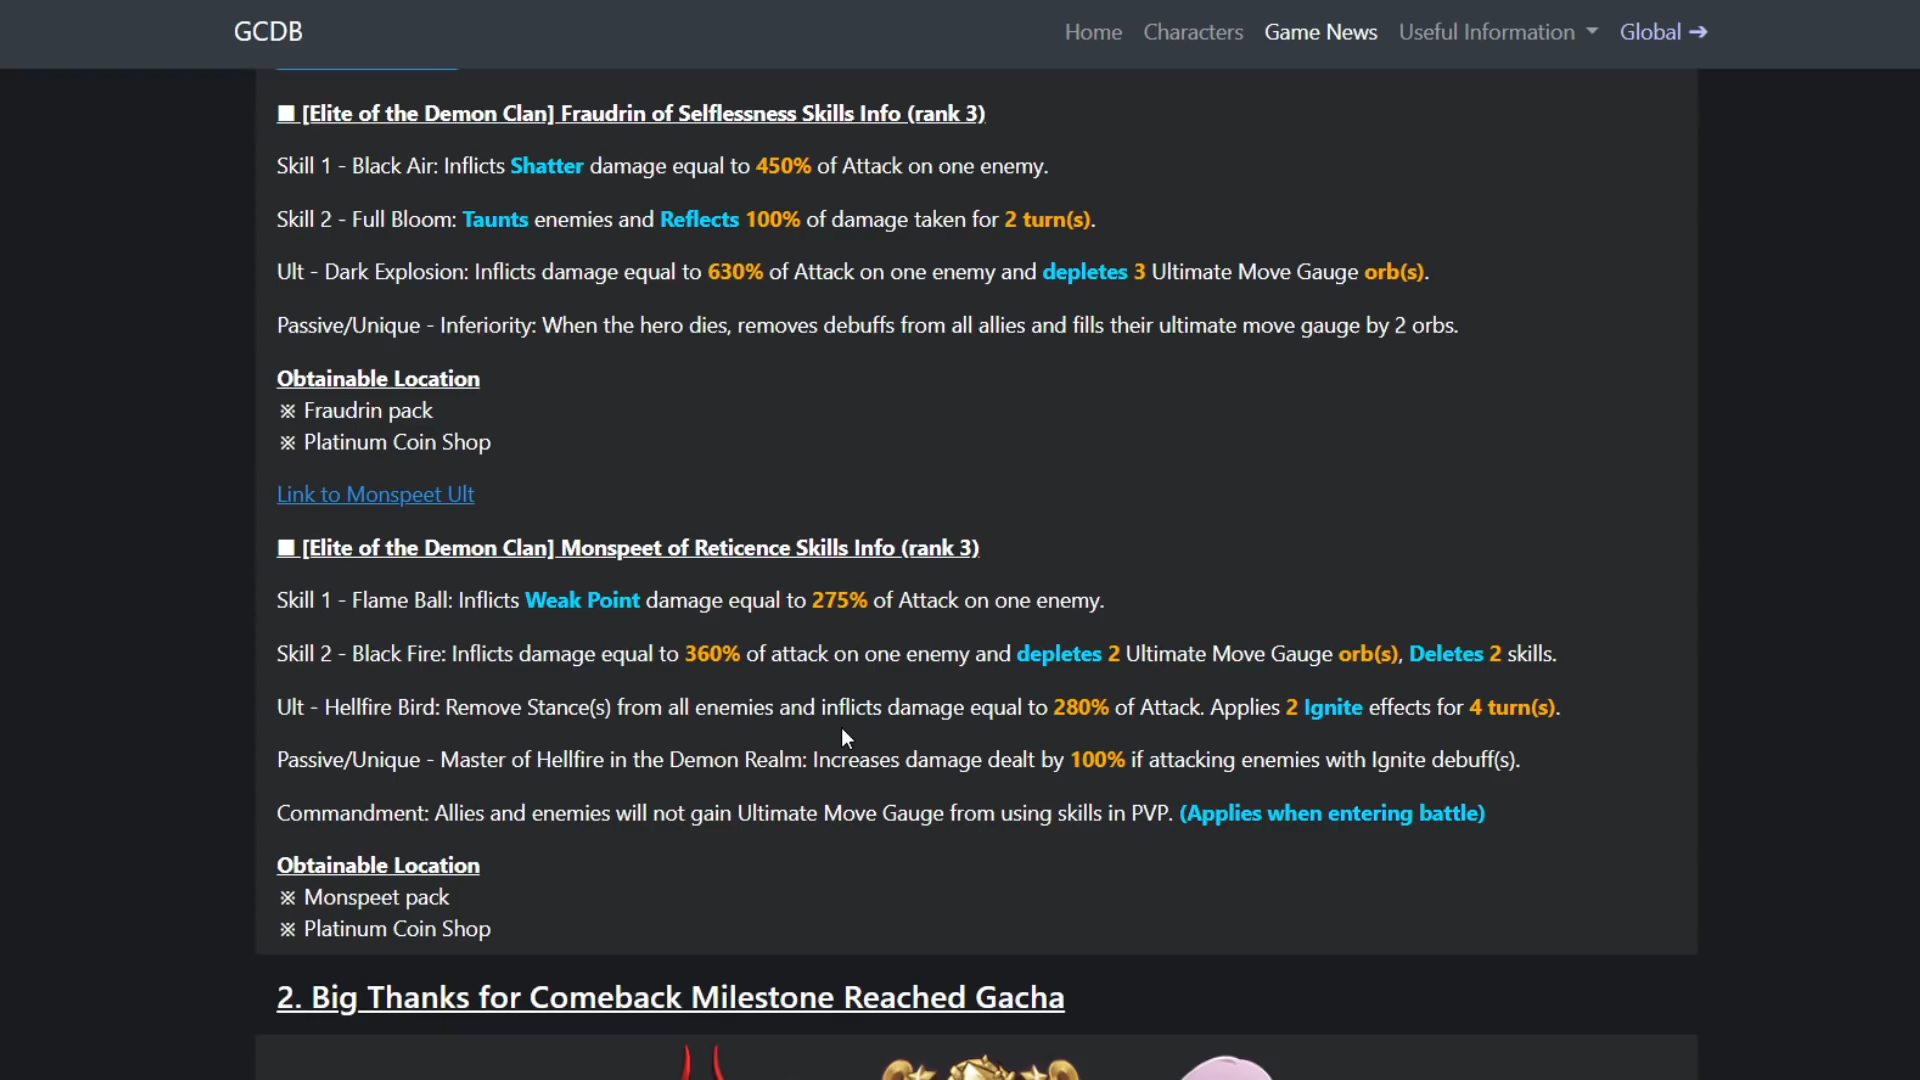 GCDB
Home Characters Game News Useful Information Global ➔
■ [Elite of the Demon Clan] Fraudrin of Selflessness Skills Info (rank 3)
Skill 1 - Black Air: Inflicts Shatter damage equal to 450% of Attack on one enemy.
Skill 2 - Full Bloom: Taunts enemies and Reflects 100% of damage taken for 2 turn(s).
Ult - Dark Explosion: Inflicts damage equal to 630% of Attack on one enemy and depletes 3 Ultimate Move Gauge orb(s).
Passive/Unique - Inferiority: When the hero dies, removes debuffs from all allies and fills their ultimate move gauge by 2 orbs.
Obtainable Location
※ Fraudrin pack
※ Platinum Coin Shop
Link to Monspeet Ult
■ [Elite of the Demon Clan] Monspeet of Reticence Skills Info (rank 3)
Skill 1 - Flame Ball: Inflicts Weak Point damage equal to 275% of Attack on one enemy.
Skill 2 - Black Fire: Inflicts damage equal to 360% of attack on one enemy and depletes 2 Ultimate Move Gauge orb(s), Deletes 2 skills.
Ult - Hellfire Bird: Remove Stance(s) from all enemies and inflicts damage equal to 280% of Attack. Applies 2 Ignite effects for 4 turn(s).
Passive/Unique - Master of Hellfire in the Demon Realm: Increases damage dealt by 100% if attacking enemies with Ignite debuff(s).
Commandment: Allies and enemies will not gain Ultimate Move Gauge from using skills in PVP. (Applies when entering battle)
Obtainable Location
※ Monspeet pack
※ Platinum Coin Shop
2. Big Thanks for Comeback Milestone Reached Gacha